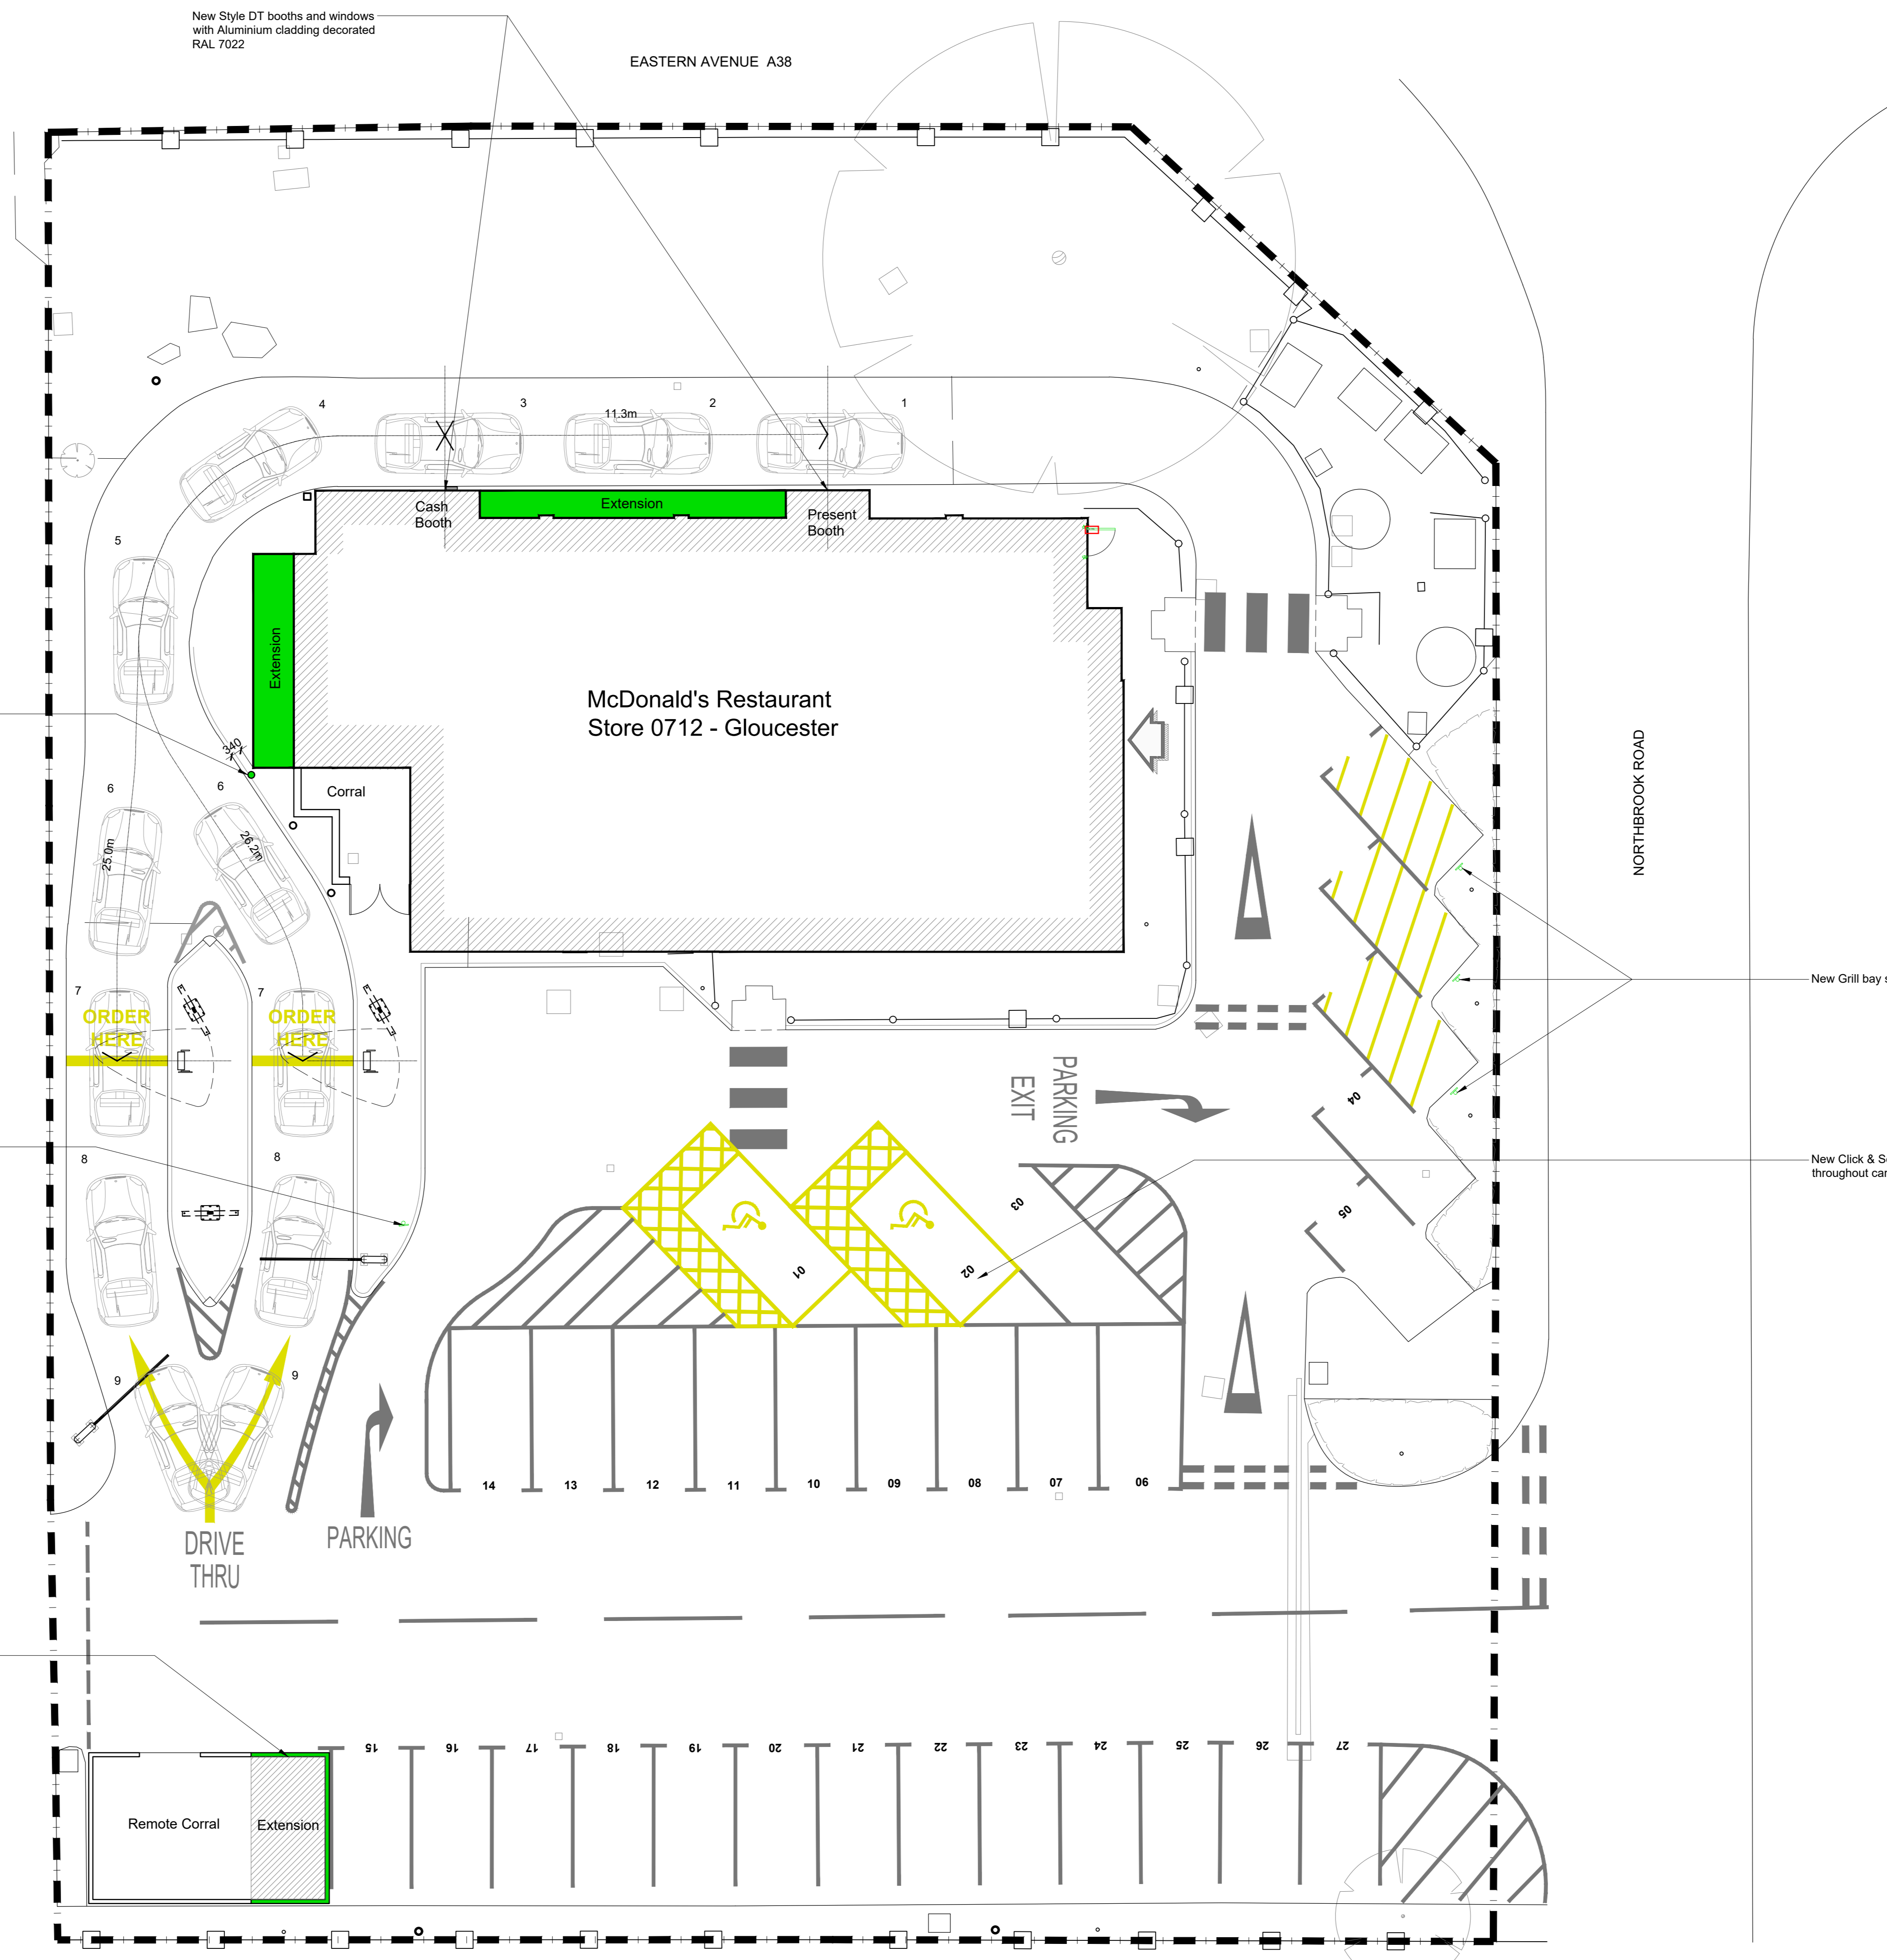 New Style DT booths and windows
with Aluminium cladding decorated
RAL 7022
EASTERN AVENUE A38
4
3
11.3m
2
1
Cash
Booth
Extension
Present
Booth
5
Extension
McDonald's Restaurant
Store 0712 - Gloucester
340
Corral
6
6
25.0m
26.2m
NORTHBROOK ROAD
7
7
ORDER
HERE
ORDER
HERE
New Grill bay s
PARKING
EXIT
04
8
8
New Click & S
throughout car
03
05
01
02
9
9
14
13
12
11
10
09
08
07
06
DRIVE
THRU
PARKING
15
16
17
18
19
20
21
22
23
24
25
26
27
Remote Corral
Extension